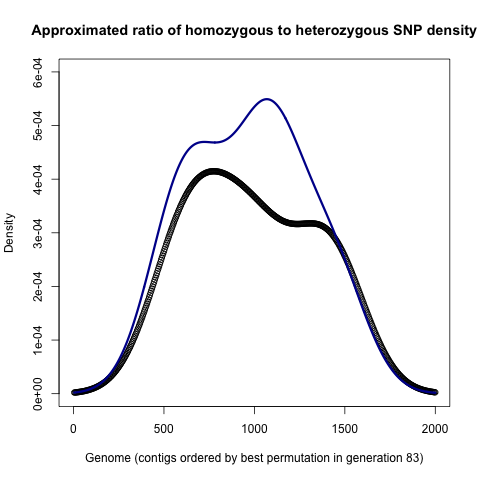 Approximated ratio of homozygous to heterozygous SNP density
6e-04
5e-04
4e-04
3e-04
2e-04
1e-04
0e+00
Density
0 500 1000 1500 2000
Genome (contigs ordered by best permutation in generation 83)